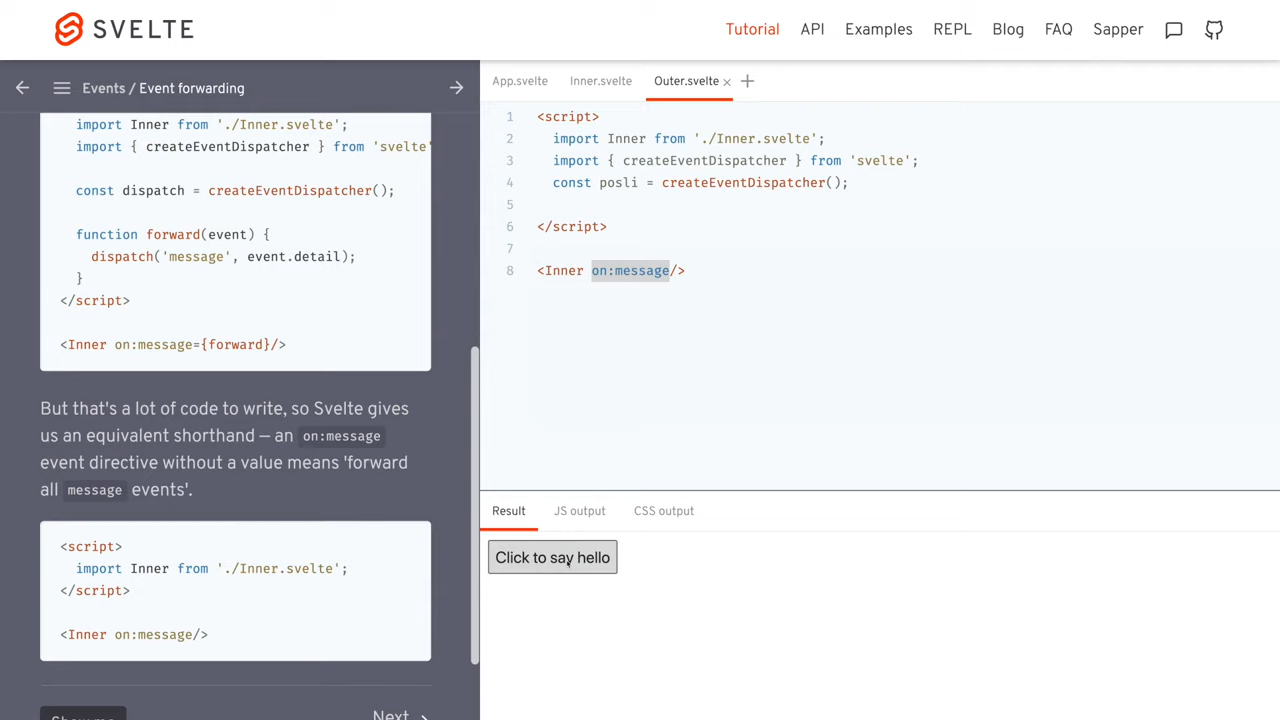 SVELTE
Tutorial API Examples REPL Blog FAQ Sapper
Events / Event forwarding
import Inner from './Inner.svelte';
import { createEventDispatcher } from 'svelte'
const dispatch = createEventDispatcher();
function forward(event) {
dispatch('message', event.detail);
}
</script>
<Inner on:message={forward}/>
But that's a lot of code to write, so Svelte gives
us an equivalent shorthand — an on:message
event directive without a value means 'forward
all message events'.
<script>
import Inner from './Inner.svelte';
</script>
<Inner on:message/>
Show me
Next
App.svelte Inner.svelte Outer.svelte × +
1 <script>
2 import Inner from './Inner.svelte';
3 import { createEventDispatcher } from 'svelte';
4 const posli = createEventDispatcher();
5
6 </script>
7
8 <Inner on:message/>
Result JS output CSS output
Click to say hello